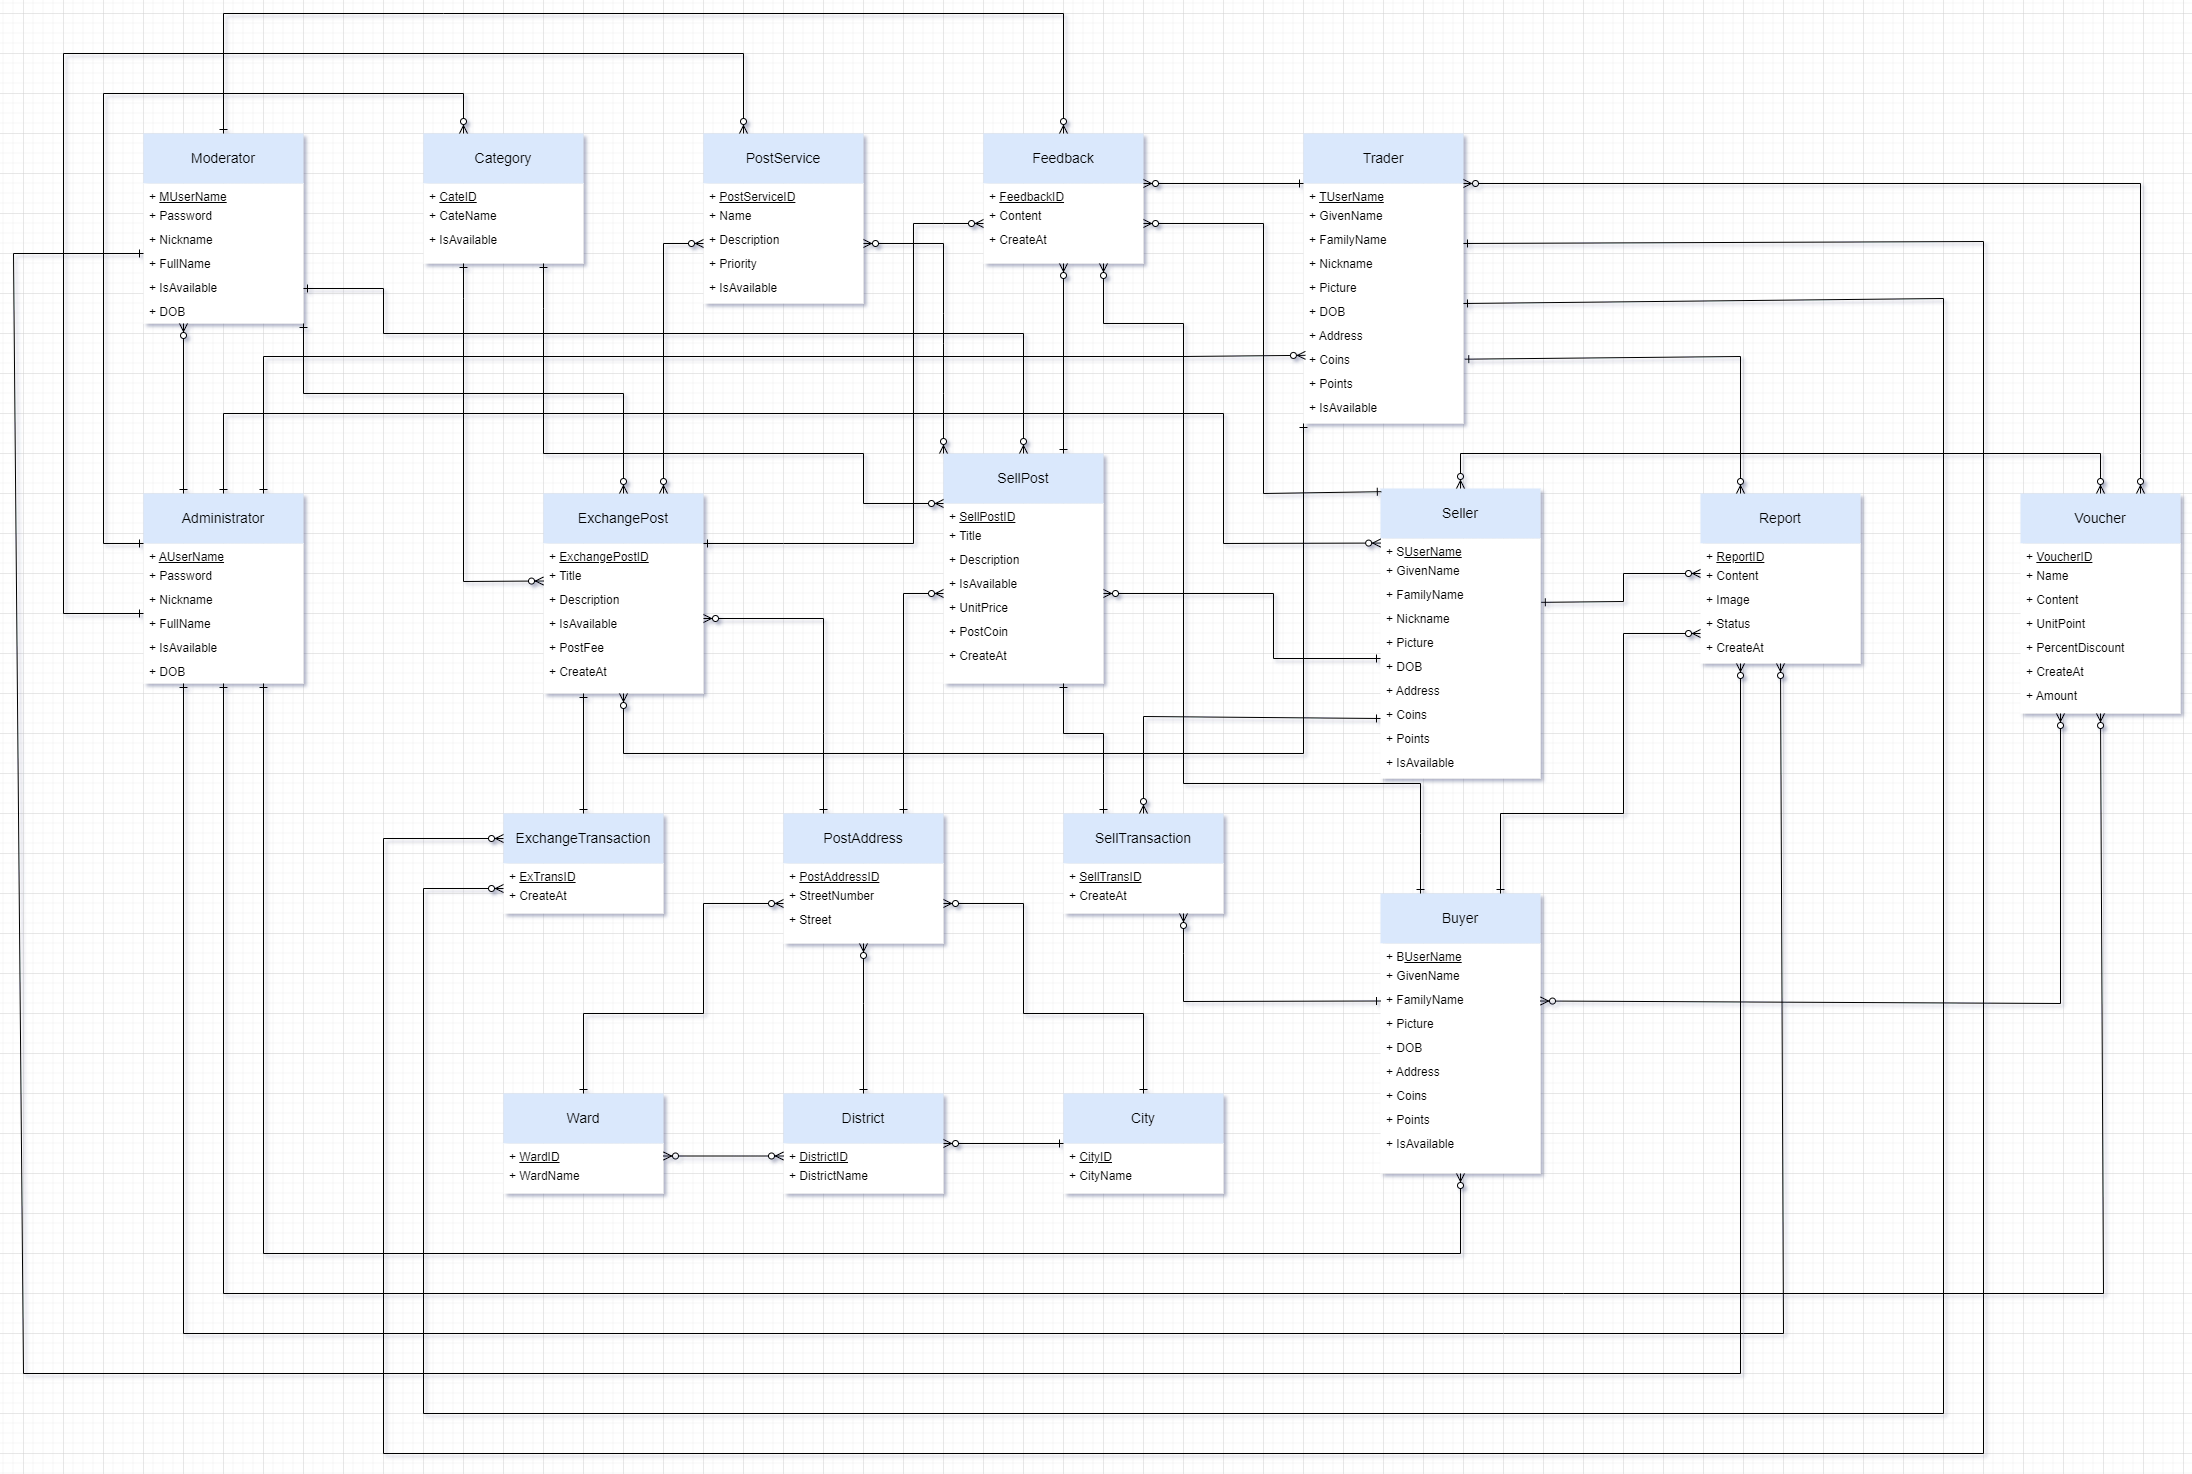 Moderator
+ MUserName
+ Password
+ Nickname
+ FullName
+ IsAvailable
+ DOB
Category
+ CateID
+ CateName
+ IsAvailable
PostService
+ PostServiceID
+ Name
+ Description
+ Priority
+ IsAvailable
Feedback
+ FeedbackID
+ Content
+ CreateAt
Trader
+ TUserName
+ GivenName
+ FamilyName
+ Nickname
+ Picture
+ DOB
+ Address
+ Coins
+ Points
+ IsAvailable
Administrator
+ AUserName
+ Password
+ Nickname
+ FullName
+ IsAvailable
+ DOB
ExchangePost
+ ExchangePostID
+ Title
+ Description
+ IsAvailable
+ PostFee
+ CreateAt
SellPost
+ SellPostID
+ Title
+ Description
+ IsAvailable
+ UnitPrice
+ PostCoin
+ CreateAt
Seller
+ SUserName
+ GivenName
+ FamilyName
+ Nickname
+ Picture
+ DOB
+ Address
+ Coins
+ Points
+ IsAvailable
Report
+ ReportID
+ Content
+ Image
+ Status
+ CreateAt
Voucher
+ VoucherID
+ Name
+ Content
+ UnitPoint
+ PercentDiscount
+ CreateAt
+ Amount
ExchangeTransaction
+ ExTransID
+ CreateAt
PostAddress
+ PostAddressID
+ StreetNumber
+ Street
SellTransaction
+ SellTransID
+ CreateAt
Buyer
+ BUserName
+ GivenName
+ FamilyName
+ Picture
+ DOB
+ Address
+ Coins
+ Points
+ IsAvailable
Ward
+ WardID
+ WardName
District
+ DistrictID
+ DistrictName
City
+ CityID
+ CityName